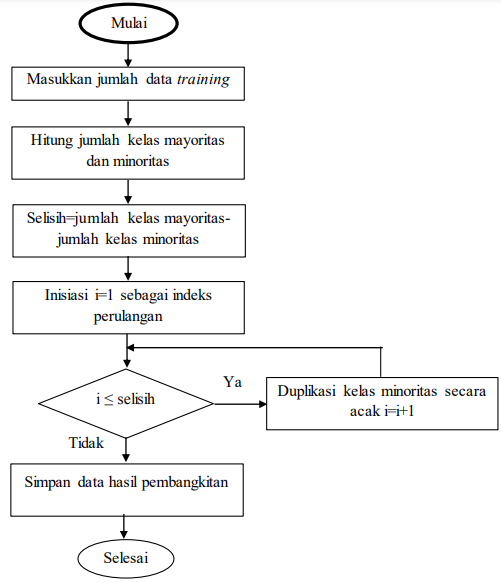 Mulai
Masukkan jumlah data training
Hitung jumlah kelas mayoritas
dan minoritas
Selisih=jumlah kelas mayoritas-
jumlah kelas minoritas
Inisiasi i=1 sebagai indeks
perulangan
i ≤ selisih
Ya
Duplikasi kelas minoritas secara
acak i=i+1
Tidak
Simpan data hasil pembangkitan
Selesai